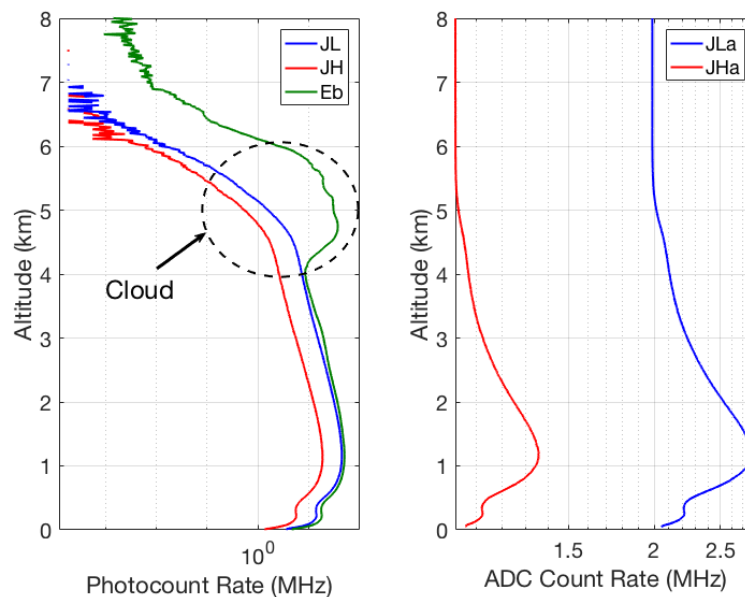 8
7
6
5
4
3
2
1
0
Altitude (km)
JL
JH
Eb
Cloud
10^0
Photocount Rate (MHz)
8
7
6
5
4
3
2
1
0
Altitude (km)
JLa
JHa
1.5 2 2.5
ADC Count Rate (MHz)